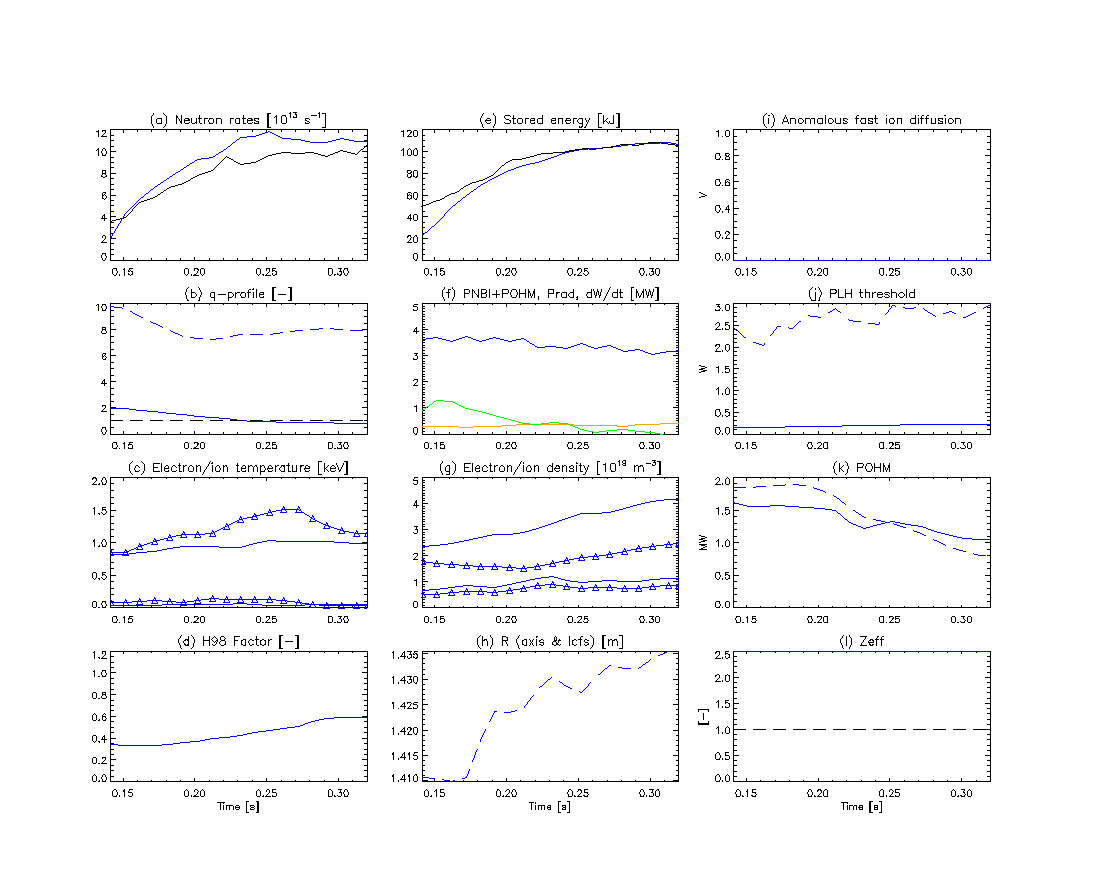 (a) Neutron rates [10^13 s^-1]
12
10
8
6
4
2
0
0.15 0.20 0.25 0.30
(e) Stored energy [kJ]
120
100
80
60
40
20
0
0.15 0.20 0.25 0.30
(i) Anomalous fast ion diffusion
1.0
0.8
0.6
0.4
0.2
0.0
V
0.15 0.20 0.25 0.30
(b) q-profile [-]
10
8
6
4
2
0
0.15 0.20 0.25 0.30
(f) PNBI+POHM, Prad, dW/dt [MW]
5
4
3
2
1
0
0.15 0.20 0.25 0.30
(j) PLH threshold
3.0
2.5
2.0
1.5
1.0
0.5
0.0
W
0.15 0.20 0.25 0.30
(c) Electron/ion temperature [keV]
2.0
1.5
1.0
0.5
0.0
0.15 0.20 0.25 0.30
(g) Electron/ion density [10^19 m^-3]
5
4
3
2
1
0
0.15 0.20 0.25 0.30
(k) POHM
2.0
1.5
1.0
0.5
0.0
MW
0.15 0.20 0.25 0.30
(d) H98 Factor [-]
1.2
1.0
0.8
0.6
0.4
0.2
0.0
0.15 0.20 0.25 0.30
Time [s]
(h) R (axis & lcfs) [m]
1.435
1.430
1.425
1.420
1.415
1.410
0.15 0.20 0.25 0.30
Time [s]
(l) Zeff
2.5
2.0
1.5
1.0
0.5
0.0
[-]
0.15 0.20 0.25 0.30
Time [s]